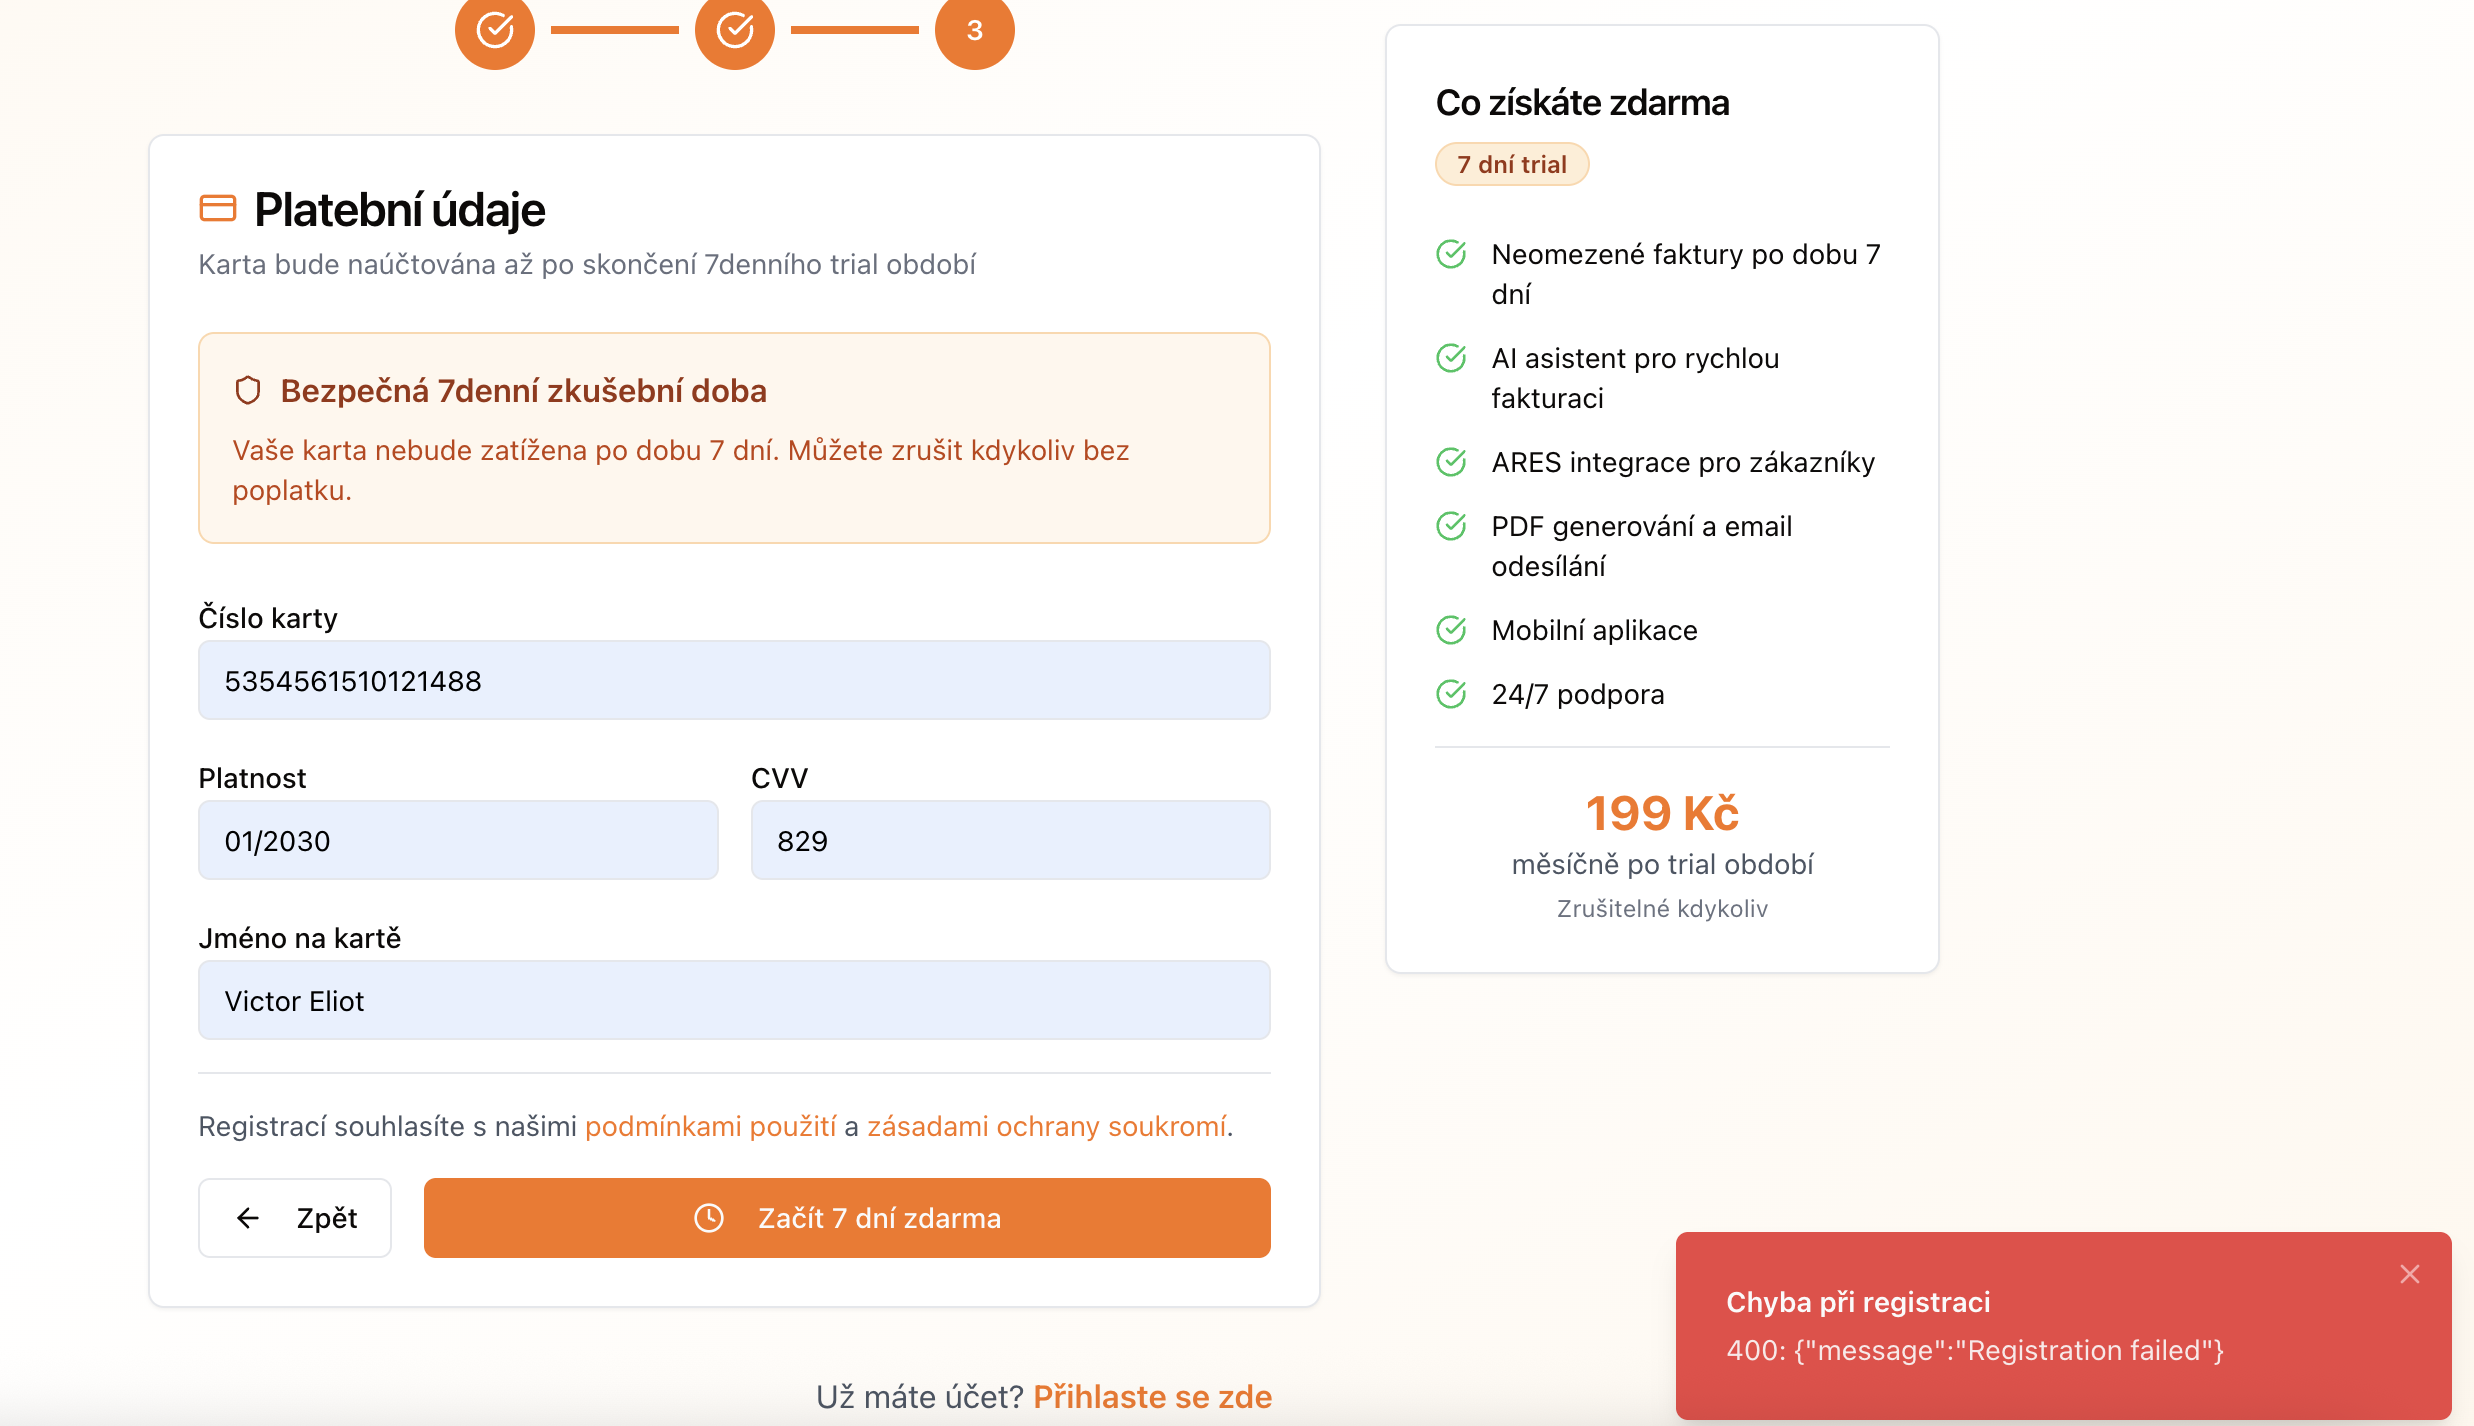 3
Platební údaje
Karta bude naúčtována až po skončení 7denního trial období
Bezpečná 7denní zkušební doba
Vaše karta nebude zatížena po dobu 7 dní. Můžete zrušit kdykoliv bez
poplatku.
Číslo karty
5354561510121488
Platnost
CVV
01/2030
829
Jméno na kartě
Victor Eliot
Registrací souhlasíte s našimi podmínkami použití a zásadami ochrany soukromí.
Zpět
Začít 7 dní zdarma
Už máte účet? Přihlaste se zde
Co získáte zdarma
7 dní trial
Neomezené faktury po dobu 7
dní
AI asistent pro rychlou
fakturaci
ARES integrace pro zákazníky
PDF generování a email
odesílání
Mobilní aplikace
24/7 podpora
199 Kč
měsíčně po trial období
Zrušitelné kdykoliv
Chyba při registraci
400: {"message":"Registration failed"}